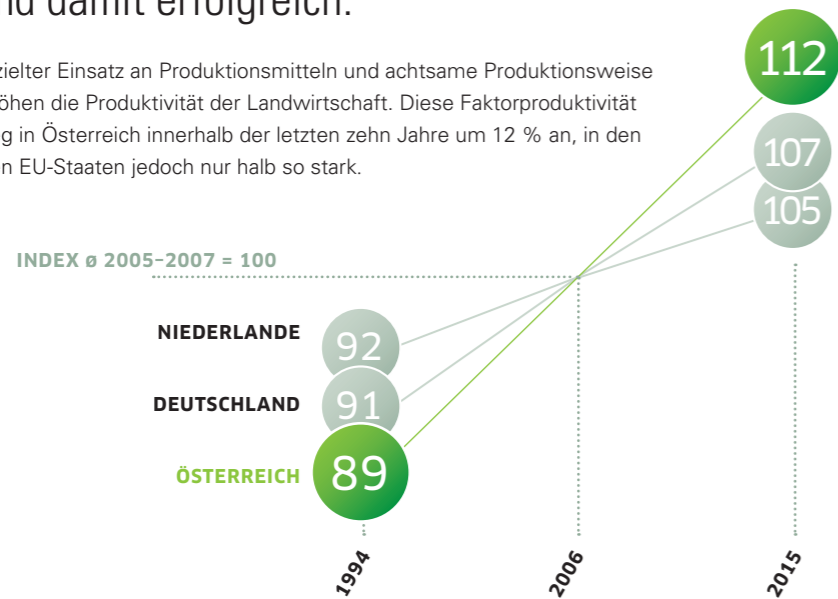 nd damit erfolgreich.
zielter Einsatz an Produktionsmitteln und achtsame Produktionsweise
öhen die Produktivität der Landwirtschaft. Diese Faktorproduktivität
g in Österreich innerhalb der letzten zehn Jahre um 12 % an, in den
n EU-Staaten jedoch nur halb so stark.
112
107
105
INDEX ø 2005–2007 = 100
NIEDERLANDE 92
DEUTSCHLAND 91
ÖSTERREICH 89
1994 2006 2015